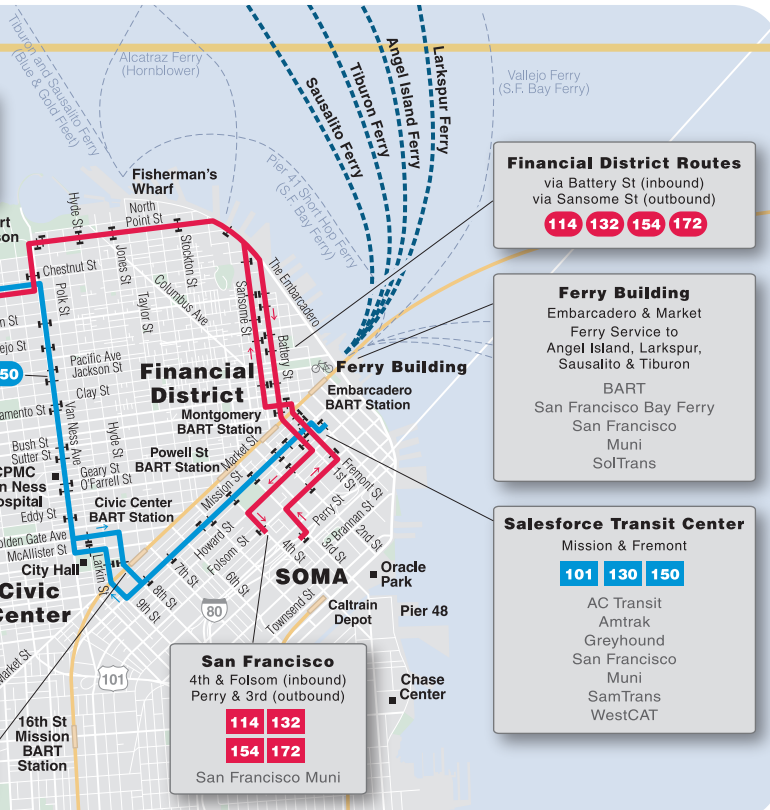 Tiburon and Sausalito Ferry
(Blue & Gold Fleet)
Alcatraz Ferry
(Hornblower)
Sausalito Ferry
Tiburon Ferry
Angel Island Ferry
Larkspur Ferry
Vallejo Ferry
(S.F. Bay Ferry)
Pier 41 Short Hop Ferry
(S.F. Bay Ferry)
Fisherman's
Wharf
Financial District Routes
via Battery St (inbound)
via Sansome St (outbound)
114 132 154 172
Hyde St
North
Point St
Jones St
Stockton St
Chestnut St
Polk St
Taylor St
Columbus Ave
Sansome St
Battery St
The Embarcadero
Pacific Ave
Jackson St
Clay St
50
Van Ness Ave
Hyde St
Bush St
Sutter St
Geary St
O'Farrell St
Eddy St
McAllister St
Larkin St
Financial
District
Ferry Building
Embarcadero
BART Station
Montgomery
BART Station
Powell St
BART Station
Market St
Mission St
Civic Center
BART Station
City Hall
Howard St
Folsom St
9th St
8th St
7th St
6th St
4th St
3rd St
2nd St
1st St
Fremont St
Perry St
Brannan St
Townsend St
SOMA
80
101
Oracle
Park
Caltrain
Depot
Pier 48
Chase
Center
Market St
16th St
Mission
BART
Station
Ferry Building
Embarcadero & Market
Ferry Service to
Angel Island, Larkspur,
Sausalito & Tiburon
BART
San Francisco Bay Ferry
San Francisco
Muni
SolTrans
Salesforce Transit Center
Mission & Fremont
101 130 150
AC Transit
Amtrak
Greyhound
San Francisco
Muni
SamTrans
WestCAT
San Francisco
4th & Folsom (inbound)
Perry & 3rd (outbound)
114 132
154 172
San Francisco Muni